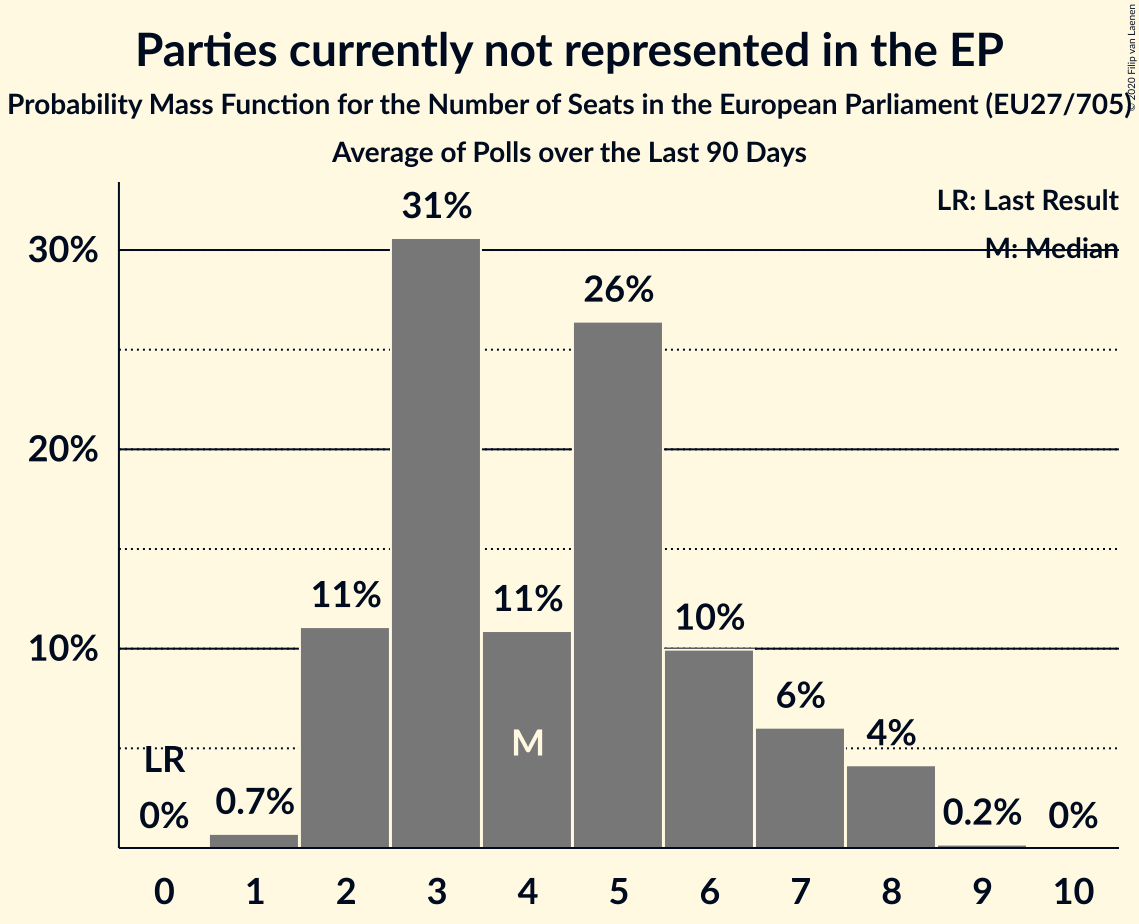 Parties currently not represented in the EP
Probability Mass Function for the Number of Seats in the European Parliament (EU27/705)
Average of Polls over the Last 90 Days
© 2020 Filip van Laenen
LR: Last Result
M: Median
30%
20%
10%
31%
26%
11%
11%
10%
6%
4%
M
LR
0%
0.7%
0.2%
0%
0 1 2 3 4 5 6 7 8 9 10